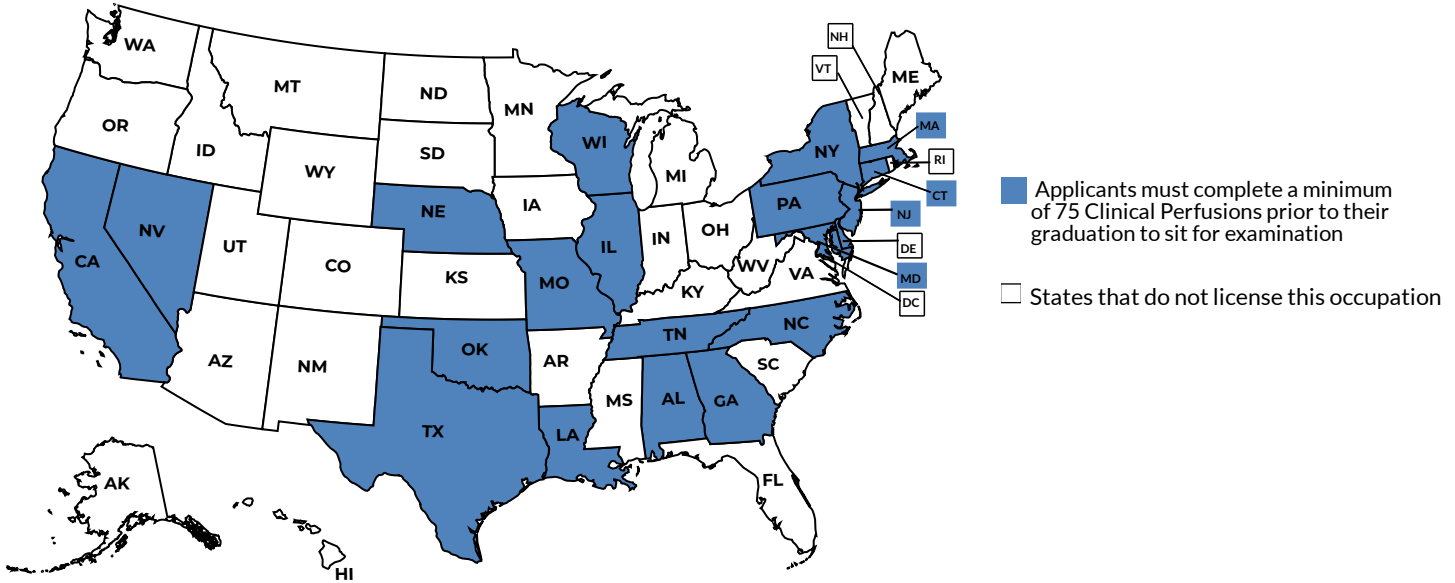 WA
MT
ND
MN
OR
ID
WY
SD
WI
MI
NH
VT
ME
NY
MA
RI
CT
NV
CA
UT
CO
NE
KS
IA
IL
IN
OH
PA
NJ
DE
MD
DC
WV
VA
KY
MO
AZ
NM
OK
AR
TN
NC
SC
TX
LA
MS
AL
GA
FL
AK
HI
Applicants must complete a minimum
of 75 Clinical Perfusions prior to their
graduation to sit for examination
States that do not license this occupation